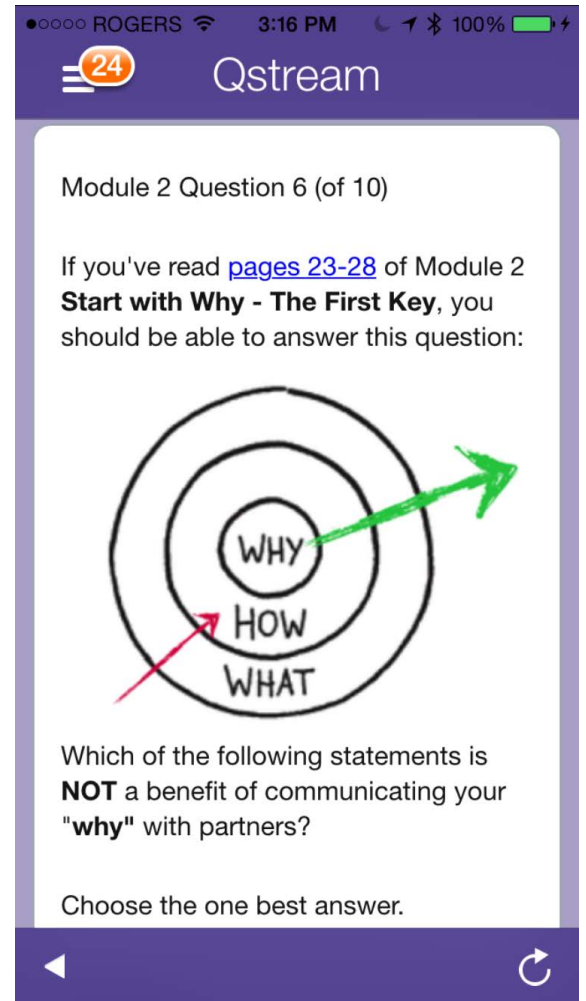 ROGERS 3:16 PM 100%
24
Qstream
Module 2 Question 6 (of 10)
If you've read pages 23-28 of Module 2
Start with Why - The First Key, you
should be able to answer this question:
WHY
HOW
WHAT
Which of the following statements is
NOT a benefit of communicating your
"why" with partners?
Choose the one best answer.